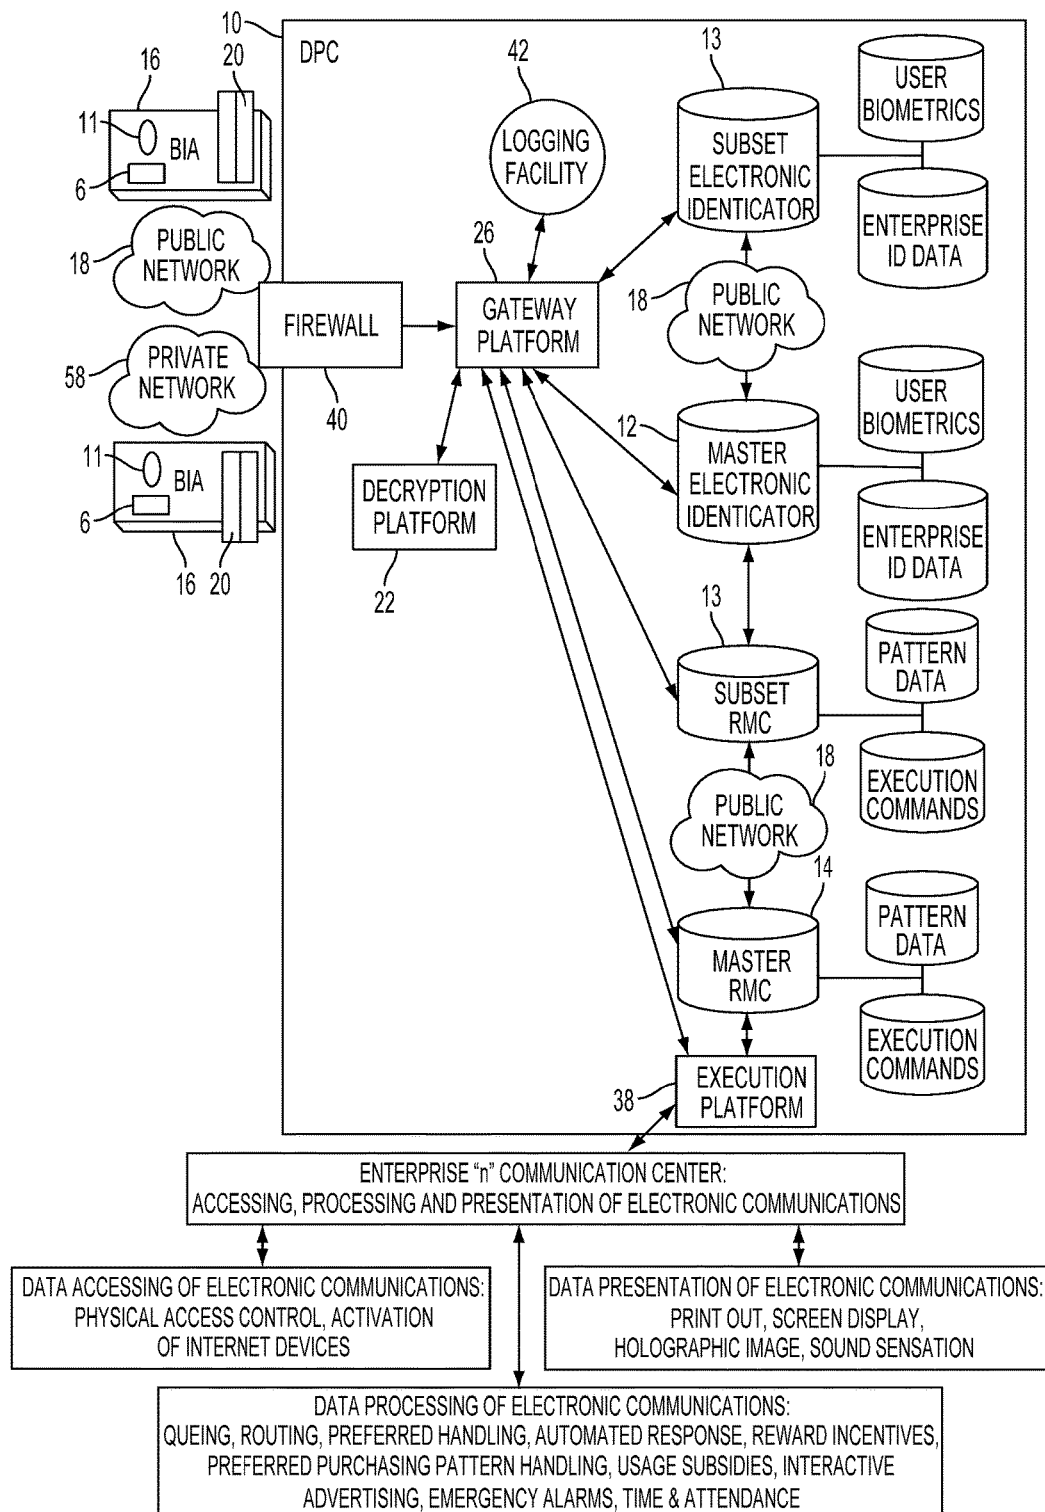 10
DPC
16
20
11
BIA
6
PUBLIC
NETWORK
18
PRIVATE
NETWORK
58
11
BIA
6
16
20
FIREWALL
40
42
LOGGING
FACILITY
26
GATEWAY
PLATFORM
DECRYPTION
PLATFORM
22
13
SUBSET
ELECTRONIC
IDENTICATOR
USER
BIOMETRICS
ENTERPRISE
ID DATA
18
PUBLIC
NETWORK
12
MASTER
ELECTRONIC
IDENTICATOR
USER
BIOMETRICS
ENTERPRISE
ID DATA
13
SUBSET
RMC
PATTERN
DATA
EXECUTION
COMMANDS
PUBLIC
NETWORK
18
14
MASTER
RMC
PATTERN
DATA
EXECUTION
COMMANDS
38
EXECUTION
PLATFORM
ENTERPRISE “n” COMMUNICATION CENTER:
ACCESSING, PROCESSING AND PRESENTATION OF ELECTRONIC COMMUNICATIONS
DATA ACCESSING OF ELECTRONIC COMMUNICATIONS:
PHYSICAL ACCESS CONTROL, ACTIVATION
OF INTERNET DEVICES
DATA PRESENTATION OF ELECTRONIC COMMUNICATIONS:
PRINT OUT, SCREEN DISPLAY,
HOLOGRAPHIC IMAGE, SOUND SENSATION
DATA PROCESSING OF ELECTRONIC COMMUNICATIONS:
QUEING, ROUTING, PREFERRED HANDLING, AUTOMATED RESPONSE, REWARD INCENTIVES,
PREFERRED PURCHASING PATTERN HANDLING, USAGE SUBSIDIES, INTERACTIVE
ADVERTISING, EMERGENCY ALARMS, TIME & ATTENDANCE